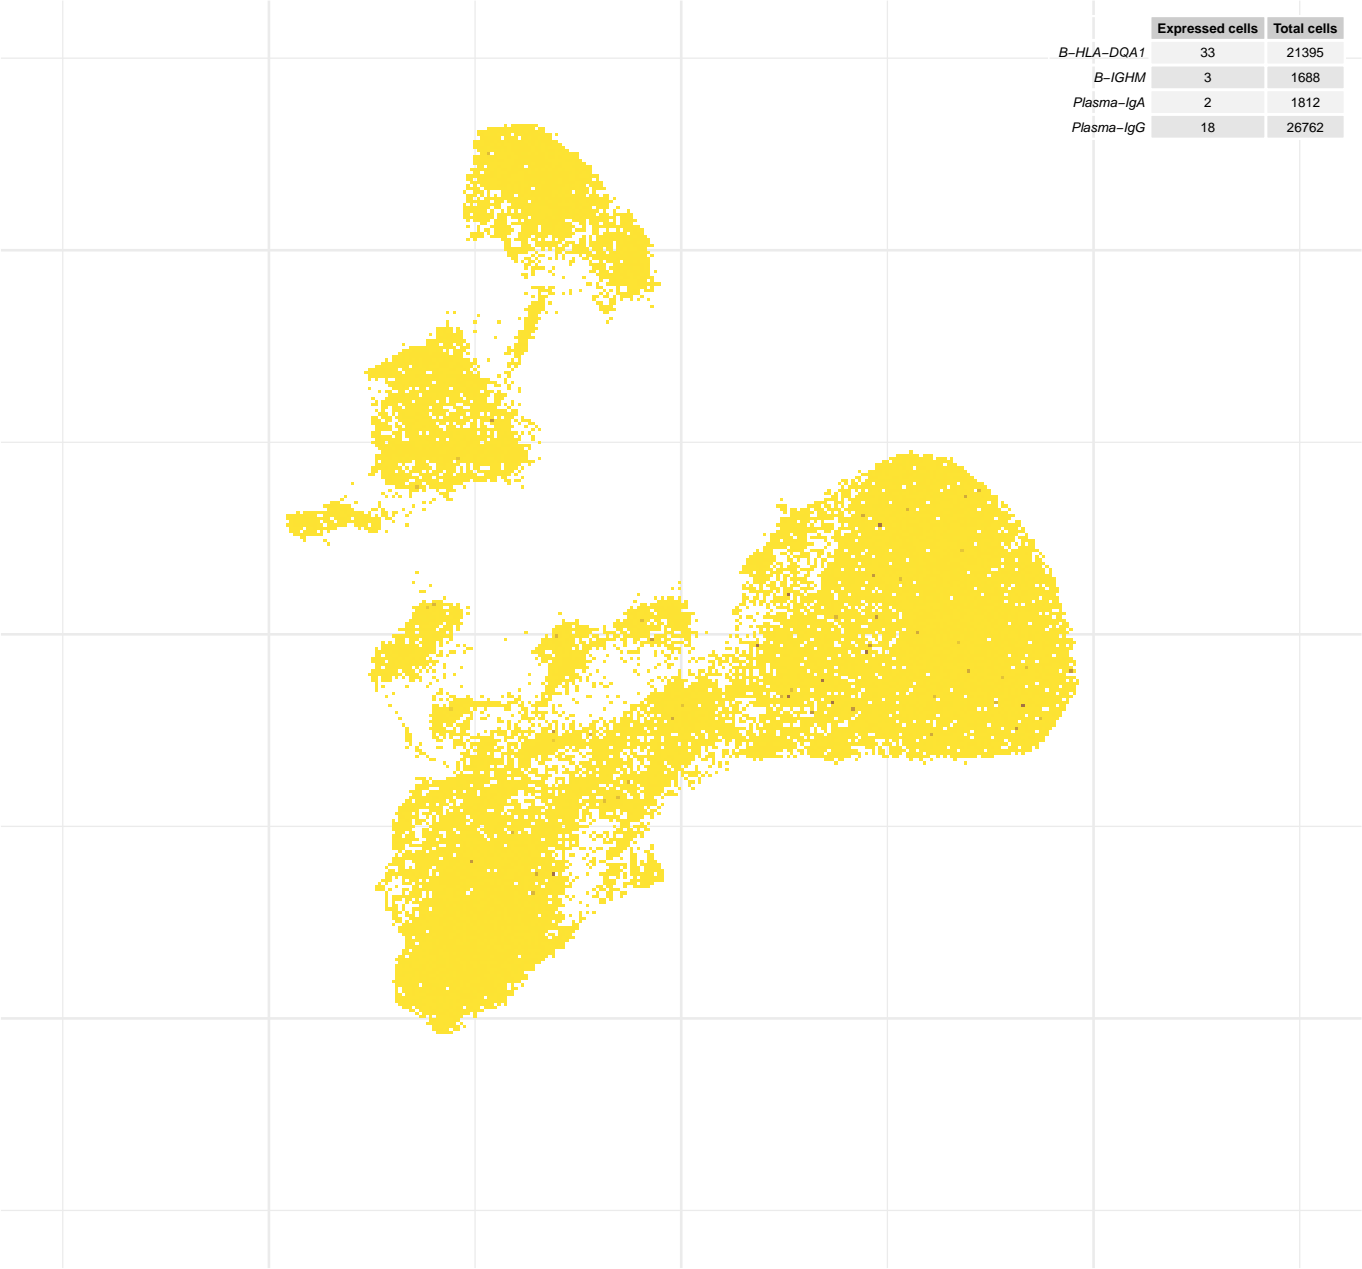 Expressed cells Total cells
B−HLA−DQA1 33 21395
B−IGHM 3 1688
Plasma−IgA 2 1812
Plasma−IgG 18 26762